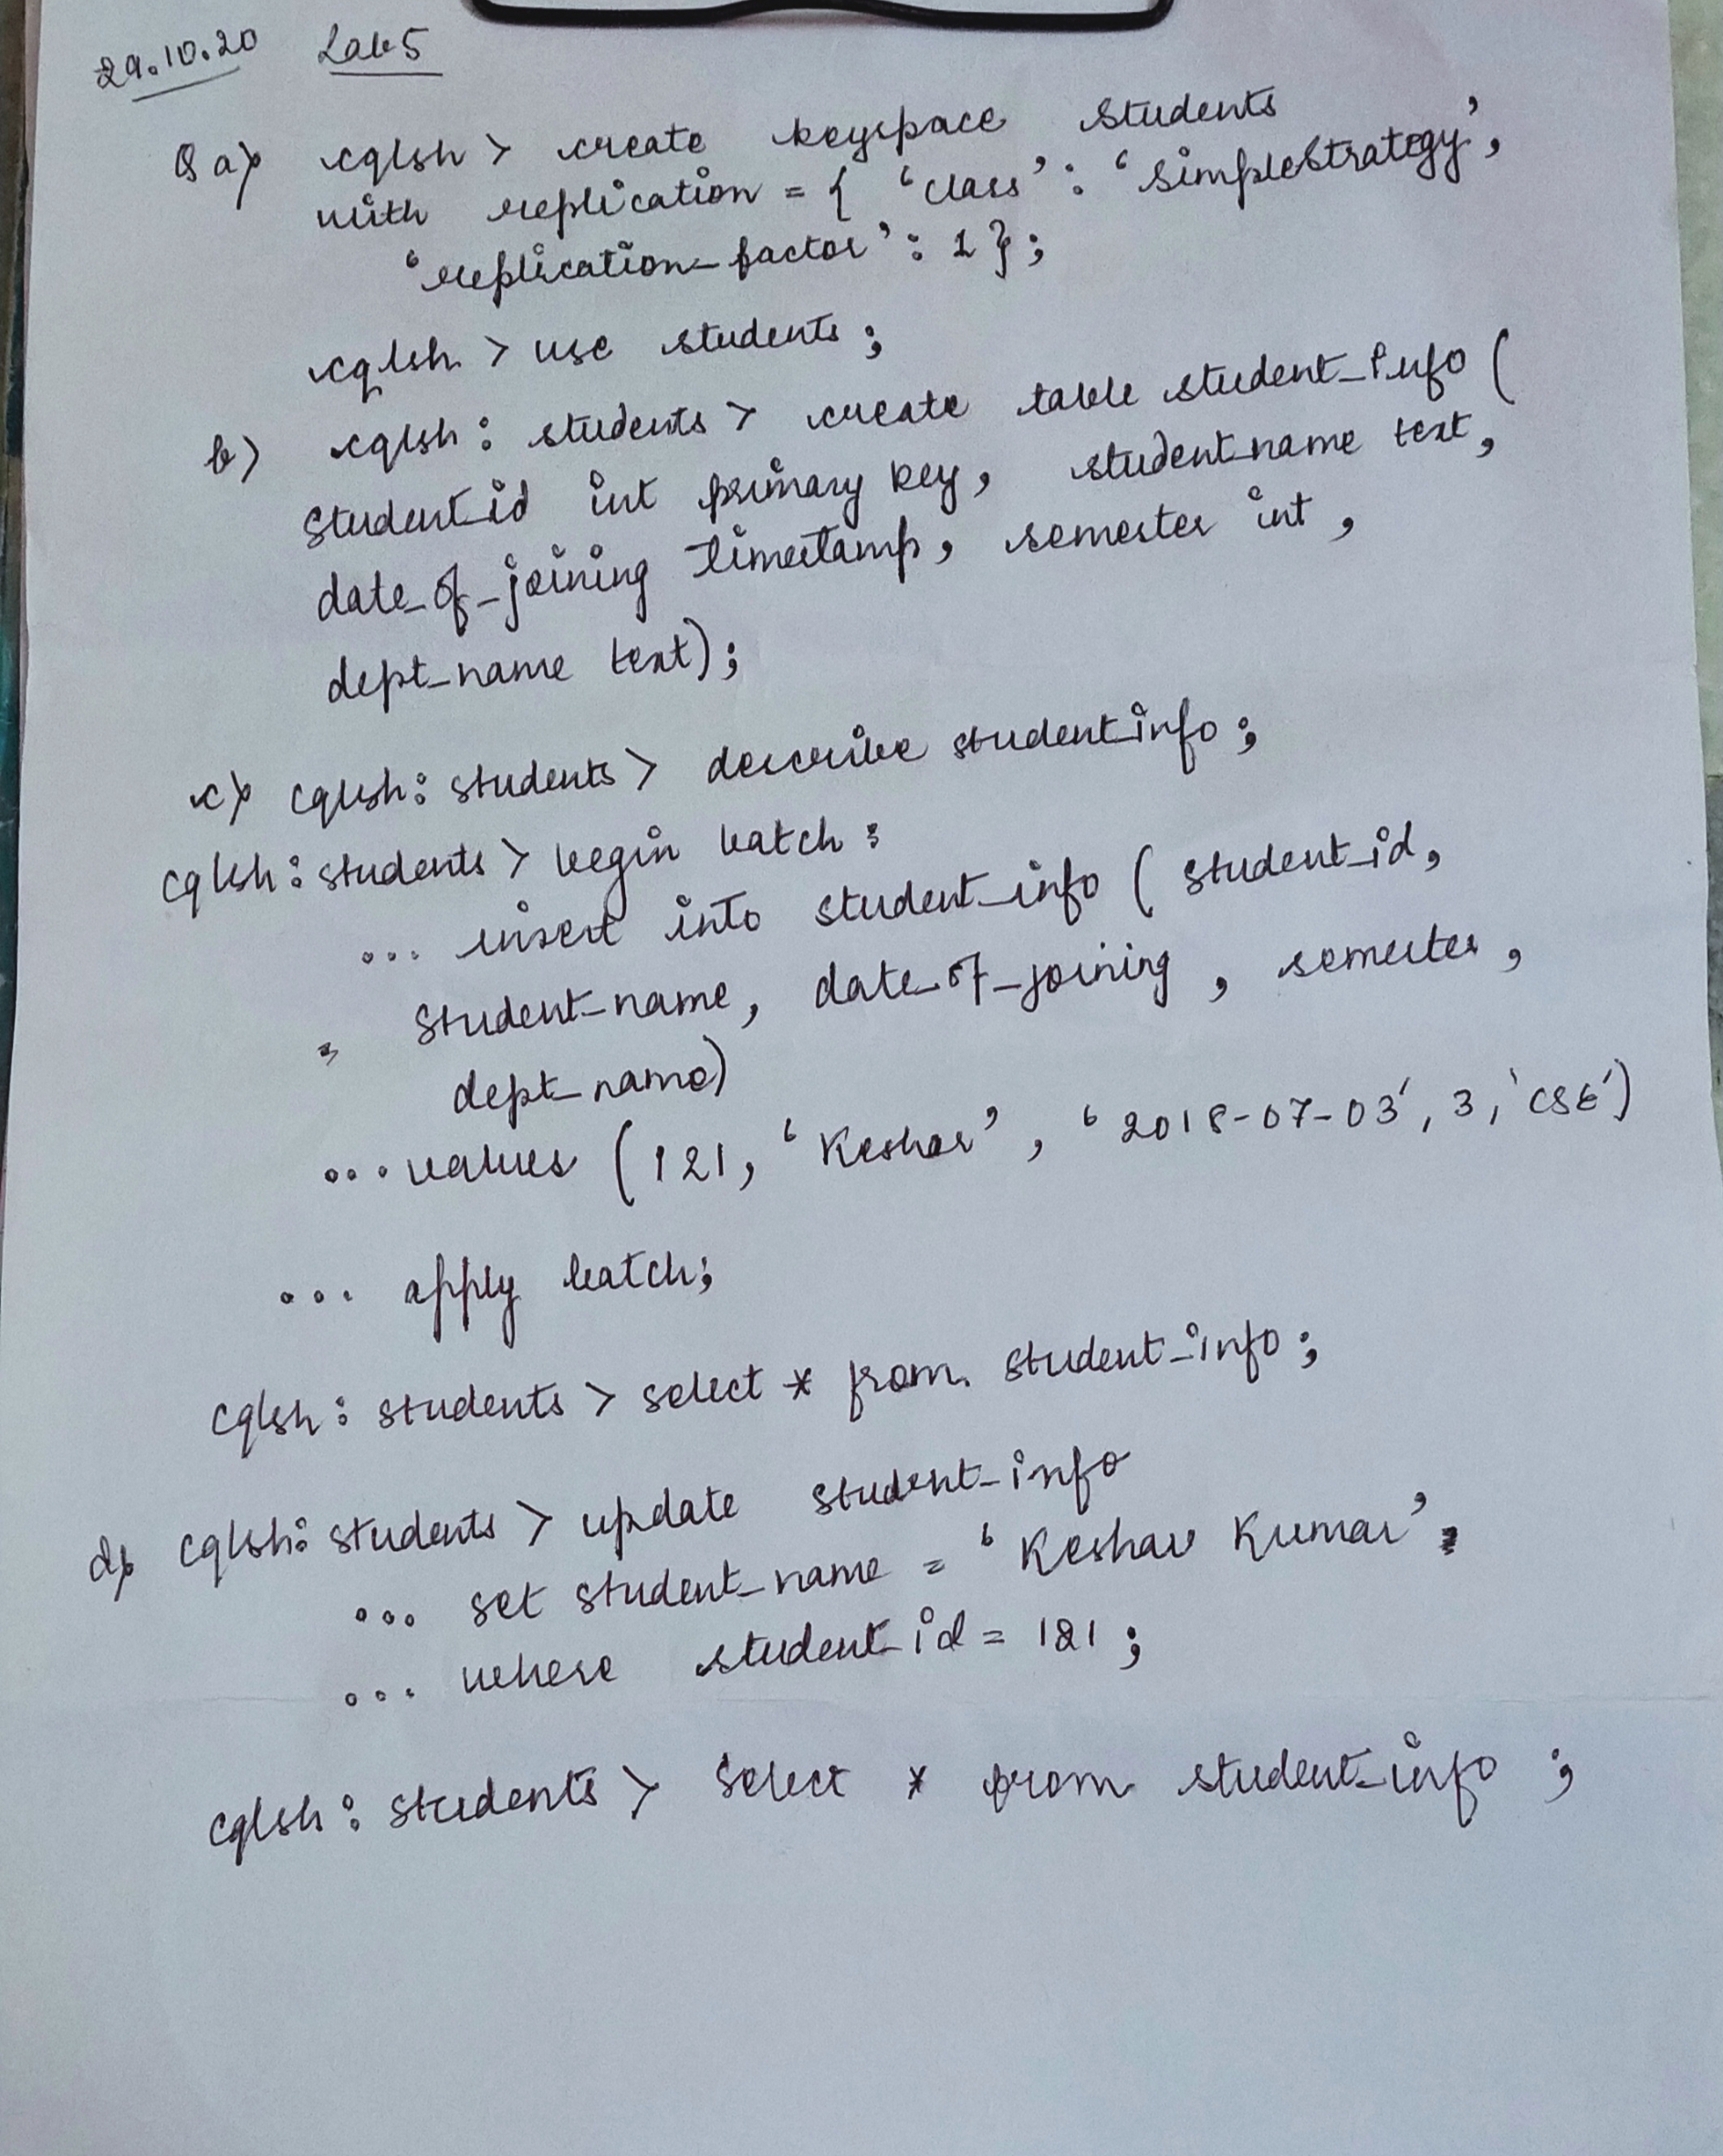 29.10.20 Lab 5
Q a) cqlsh > create keyspace Students
with replication = { 'class' : 'SimpleStrategy',
'replication_factor' : 1 };
cqlsh > use students;
b) cqlsh : students > create table student_info (
Student_id int primary key, student_name text,
date_of_joining timestamp, semester int,
dept_name text);
c) cqlsh : students > describe student_info;
cqlsh : students > begin batch :
... insert into student_info ( student_id,
Student_name, date_of_joining, semester,
dept_name)
... values (121, 'Keshav', '2018-07-03', 3, 'CSE')
... apply batch;
cqlsh : students > select * from student_info;
d) cqlsh : students > update student_info
... set student_name = 'Keshav Kumar'
... where student_id = 121;
cqlsh : students > Select * from student_info ;